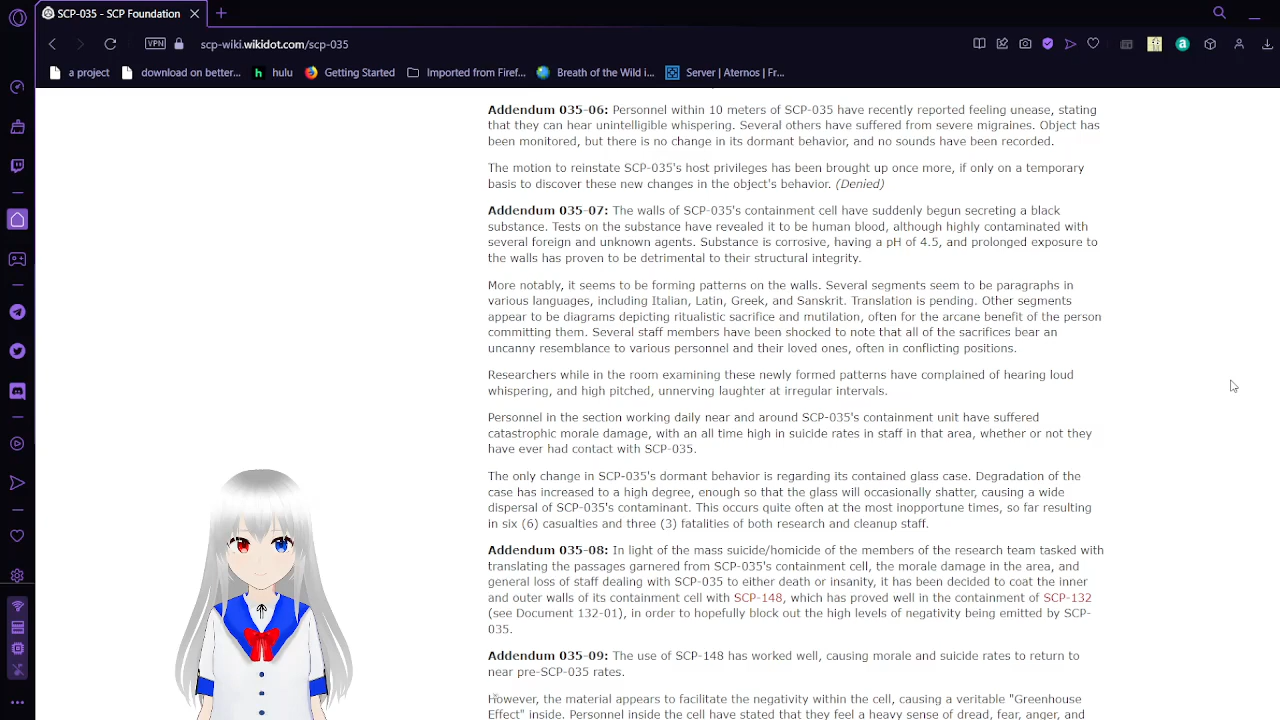 SCP-035 - SCP Foundation
VPN
scp-wiki.wikidot.com/scp-035
a project
download on better...
h hulu
Getting Started
Imported from Firef...
Breath of the Wild i...
Server | Aternos | Fr...
Addendum 035-06: Personnel within 10 meters of SCP-035 have recently reported feeling unease, stating
that they can hear unintelligible whispering. Several others have suffered from severe migraines. Object has
been monitored, but there is no change in its dormant behavior, and no sounds have been recorded.
The motion to reinstate SCP-035's host privileges has been brought up once more, if only on a temporary
basis to discover these new changes in the object's behavior. (Denied)
Addendum 035-07: The walls of SCP-035's containment cell have suddenly begun secreting a black
substance. Tests on the substance have revealed it to be human blood, although highly contaminated with
several foreign and unknown agents. Substance is corrosive, having a pH of 4.5, and prolonged exposure to
the walls has proven to be detrimental to their structural integrity.
More notably, it seems to be forming patterns on the walls. Several segments seem to be paragraphs in
various languages, including Italian, Latin, Greek, and Sanskrit. Translation is pending. Other segments
appear to be diagrams depicting ritualistic sacrifice and mutilation, often for the arcane benefit of the person
committing them. Several staff members have been shocked to note that all of the sacrifices bear an
uncanny resemblance to various personnel and their loved ones, often in conflicting positions.
Researchers while in the room examining these newly formed patterns have complained of hearing loud
whispering, and high pitched, unnerving laughter at irregular intervals.
Personnel in the section working daily near and around SCP-035's containment unit have suffered
catastrophic morale damage, with an all time high in suicide rates in staff in that area, whether or not they
have ever had contact with SCP-035.
The only change in SCP-035's dormant behavior is regarding its contained glass case. Degradation of the
case has increased to a high degree, enough so that the glass will occasionally shatter, causing a wide
dispersal of SCP-035's contaminant. This occurs quite often at the most inopportune times, so far resulting
in six (6) casualties and three (3) fatalities of both research and cleanup staff.
Addendum 035-08: In light of the mass suicide/homicide of the members of the research team tasked with
translating the passages garnered from SCP-035's containment cell, the morale damage in the area, and
general loss of staff dealing with SCP-035 to either death or insanity, it has been decided to coat the inner
and outer walls of its containment cell with SCP-148, which has proved well in the containment of SCP-132
(see Document 132-01), in order to hopefully block out the high levels of negativity being emitted by SCP-
035.
Addendum 035-09: The use of SCP-148 has worked well, causing morale and suicide rates to return to
near pre-SCP-035 rates.
However, the material appears to facilitate the negativity within the cell, causing a veritable "Greenhouse
Effect" inside. Personnel inside the cell have stated that they feel a heavy sense of dread, fear, anger, and